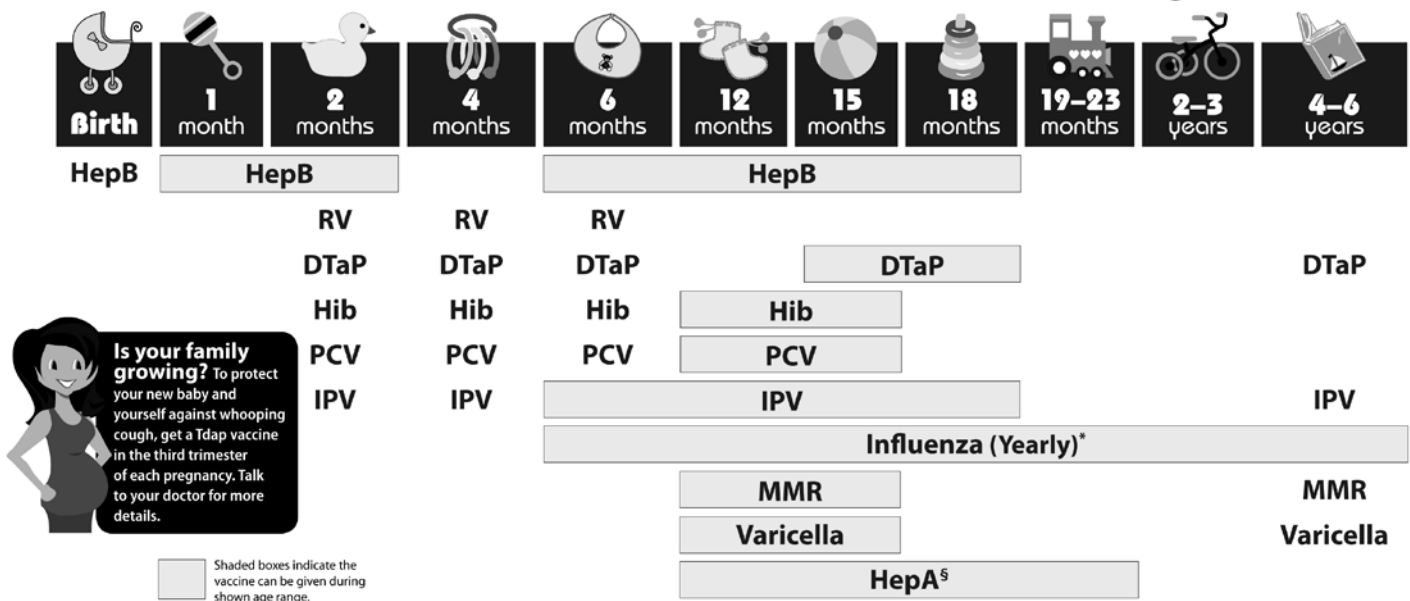 Birth
1
month
2
months
4
months
6
months
12
months
15
months
18
months
19–23
months
2–3
years
4–6
years
HepB HepB HepB
RV RV RV
DTaP DTaP DTaP DTaP DTaP
Hib Hib Hib Hib
PCV PCV PCV PCV
IPV IPV IPV IPV
Influenza (Yearly)*
MMR MMR
Varicella Varicella
HepA§
Is your family
growing? To protect
your new baby and
yourself against whooping
cough, get a Tdap vaccine
in the third trimester
of each pregnancy. Talk
to your doctor for more
details.
Shaded boxes indicate the
vaccine can be given during
shown age range.